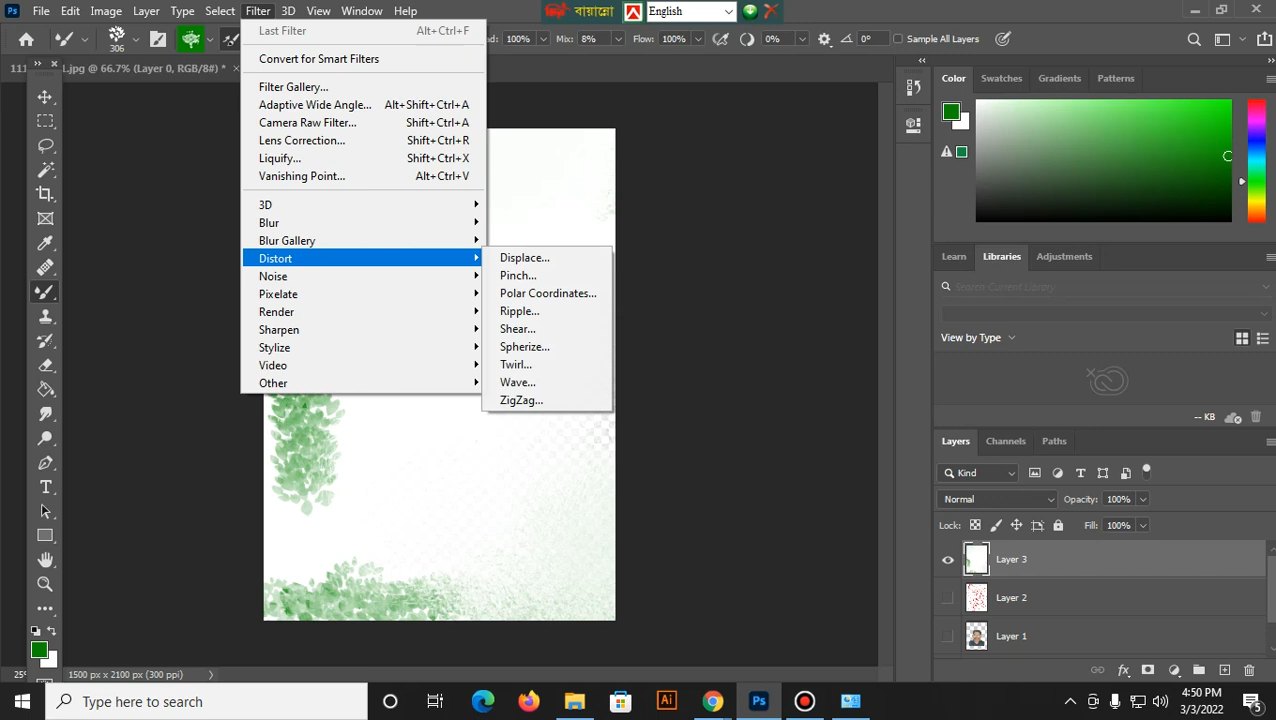 File Edit Image Layer Type Select Filter 3D View Window Help
বায়ান্নো English
306 100% Mix: 8% Flow: 100% 0% 0° Sample All Layers
.jpg @ 66.7% (Layer 0, RGB/8#) *
Last Filter Alt+Ctrl+F
Convert for Smart Filters
Filter Gallery...
Adaptive Wide Angle... Alt+Shift+Ctrl+A
Camera Raw Filter... Shift+Ctrl+A
Lens Correction... Shift+Ctrl+R
Liquify... Shift+Ctrl+X
Vanishing Point... Alt+Ctrl+V
3D
Blur
Blur Gallery
Distort
Noise
Pixelate
Render
Sharpen
Stylize
Video
Other
Displace...
Pinch...
Polar Coordinates...
Ripple...
Shear...
Spherize...
Twirl...
Wave...
ZigZag...
Color Swatches Gradients Patterns
Learn Libraries Adjustments
Search Current Library
View by Type
-- KB
Layers Channels Paths
Kind
Normal Opacity: 100%
Lock: Fill: 100%
Layer 3
Layer 2
Layer 1
1500 px x 2100 px (300 ppi)
Type here to search
Ai Ps
4:50 PM
3/3/2022
5